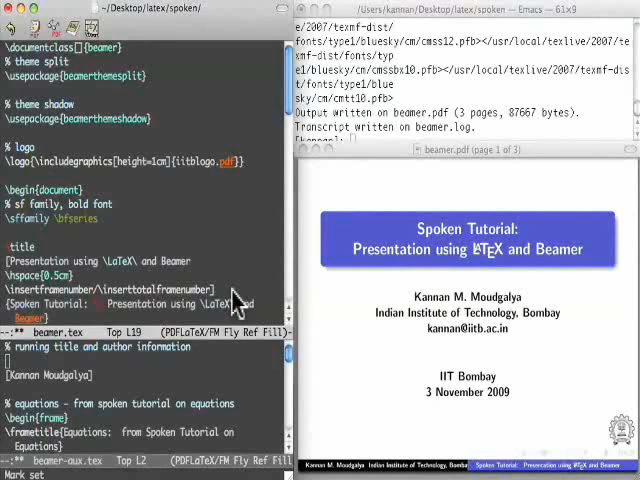 ~/Desktop/latex/spoken/
\documentclass[]{beamer}
% theme split
\usepackage{beamerthemesplit}
% theme shadow
\usepackage{beamerthemeshadow}
% logo
\logo{\includegraphics[height=1cm]{iitblogo.pdf}}
\begin{document}
% sf family, bold font
\sffamily \bfseries
\title
[Presentation using \LaTeX\ and Beamer
\hspace{0.5cm}
\insertframenumber/\inserttotalframenumber]
{Spoken Tutorial: \\ Presentation using \LaTeX\ and
Beamer}
-:** beamer.tex Top L19 (PDFLaTeX/FM Fly Ref Fill)
% running title and author information
[
[Kannan Moudgalya]
% equations - from spoken tutorial on equations
\begin{frame}
\frametitle{Equations: from Spoken Tutorial on
Equations}
-:** beamer-aux.tex Top L2 (PDFLaTeX/FM Fly Ref Fill)
Mark set
/Users/kannan/Desktop/latex/spoken — Emacs — 61×9
e/2007/texmf-dist/
fonts/type1/bluesky/cm/cmss12.pfb></usr/local/texlive/2007/te
xmf-dist/fonts/typ
e1/bluesky/cm/cmssbx10.pfb></usr/local/texlive/2007/texmf-dis
t/fonts/type1/blue
sky/cm/cmtt10.pfb>
Output written on beamer.pdf (3 pages, 87667 bytes).
Transcript written on beamer.log.
beamer.pdf (page 1 of 3)
Spoken Tutorial:
Presentation using LATEX and Beamer
Kannan M. Moudgalya
Indian Institute of Technology, Bombay
kannan@iitb.ac.in
IIT Bombay
3 November 2009
Kannan M. Moudgalya Indian Institute of Technology, Bomba
Spoken Tutorial: Presentation using LATEX and Beamer